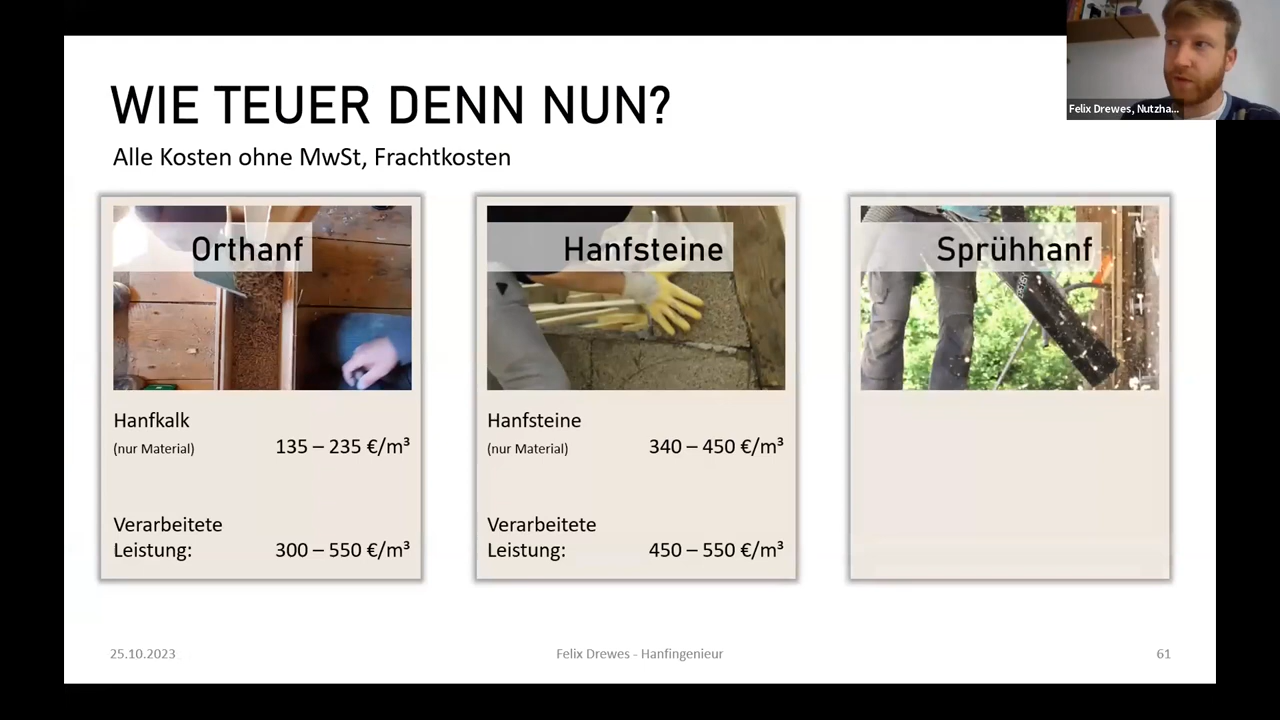 WIE TEUER DENN NUN?
Alle Kosten ohne MwSt, Frachtkosten
Felix Drewes, Nutzha...
Orthanf
Hanfkalk
(nur Material) 135 – 235 €/m³
Verarbeitete
Leistung: 300 – 550 €/m³
Hanfsteine
Hanfsteine
(nur Material) 340 – 450 €/m³
Verarbeitete
Leistung: 450 – 550 €/m³
Sprühhanf
25.10.2023
Felix Drewes - Hanfingenieur
61